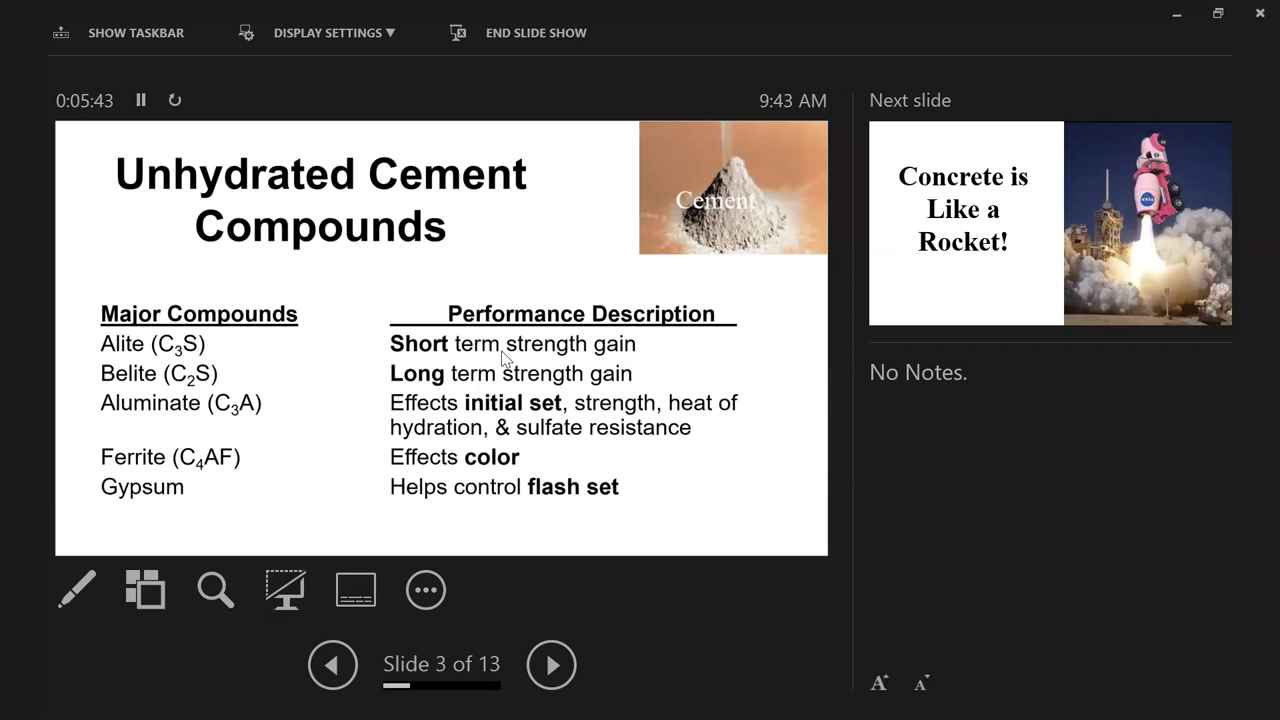 SHOW TASKBAR
DISPLAY SETTINGS ▼
END SLIDE SHOW
0:05:43
9:43 AM
Next slide
Unhydrated Cement
Compounds
Cement
Major Compounds
Performance Description
Alite (C₃S)
Short term strength gain
Belite (C₂S)
Long term strength gain
Aluminate (C₃A)
Effects initial set, strength, heat of
hydration, & sulfate resistance
Ferrite (C₄AF)
Effects color
Gypsum
Helps control flash set
Concrete is
Like a
Rocket!
NASA
No Notes.
Slide 3 of 13
A A